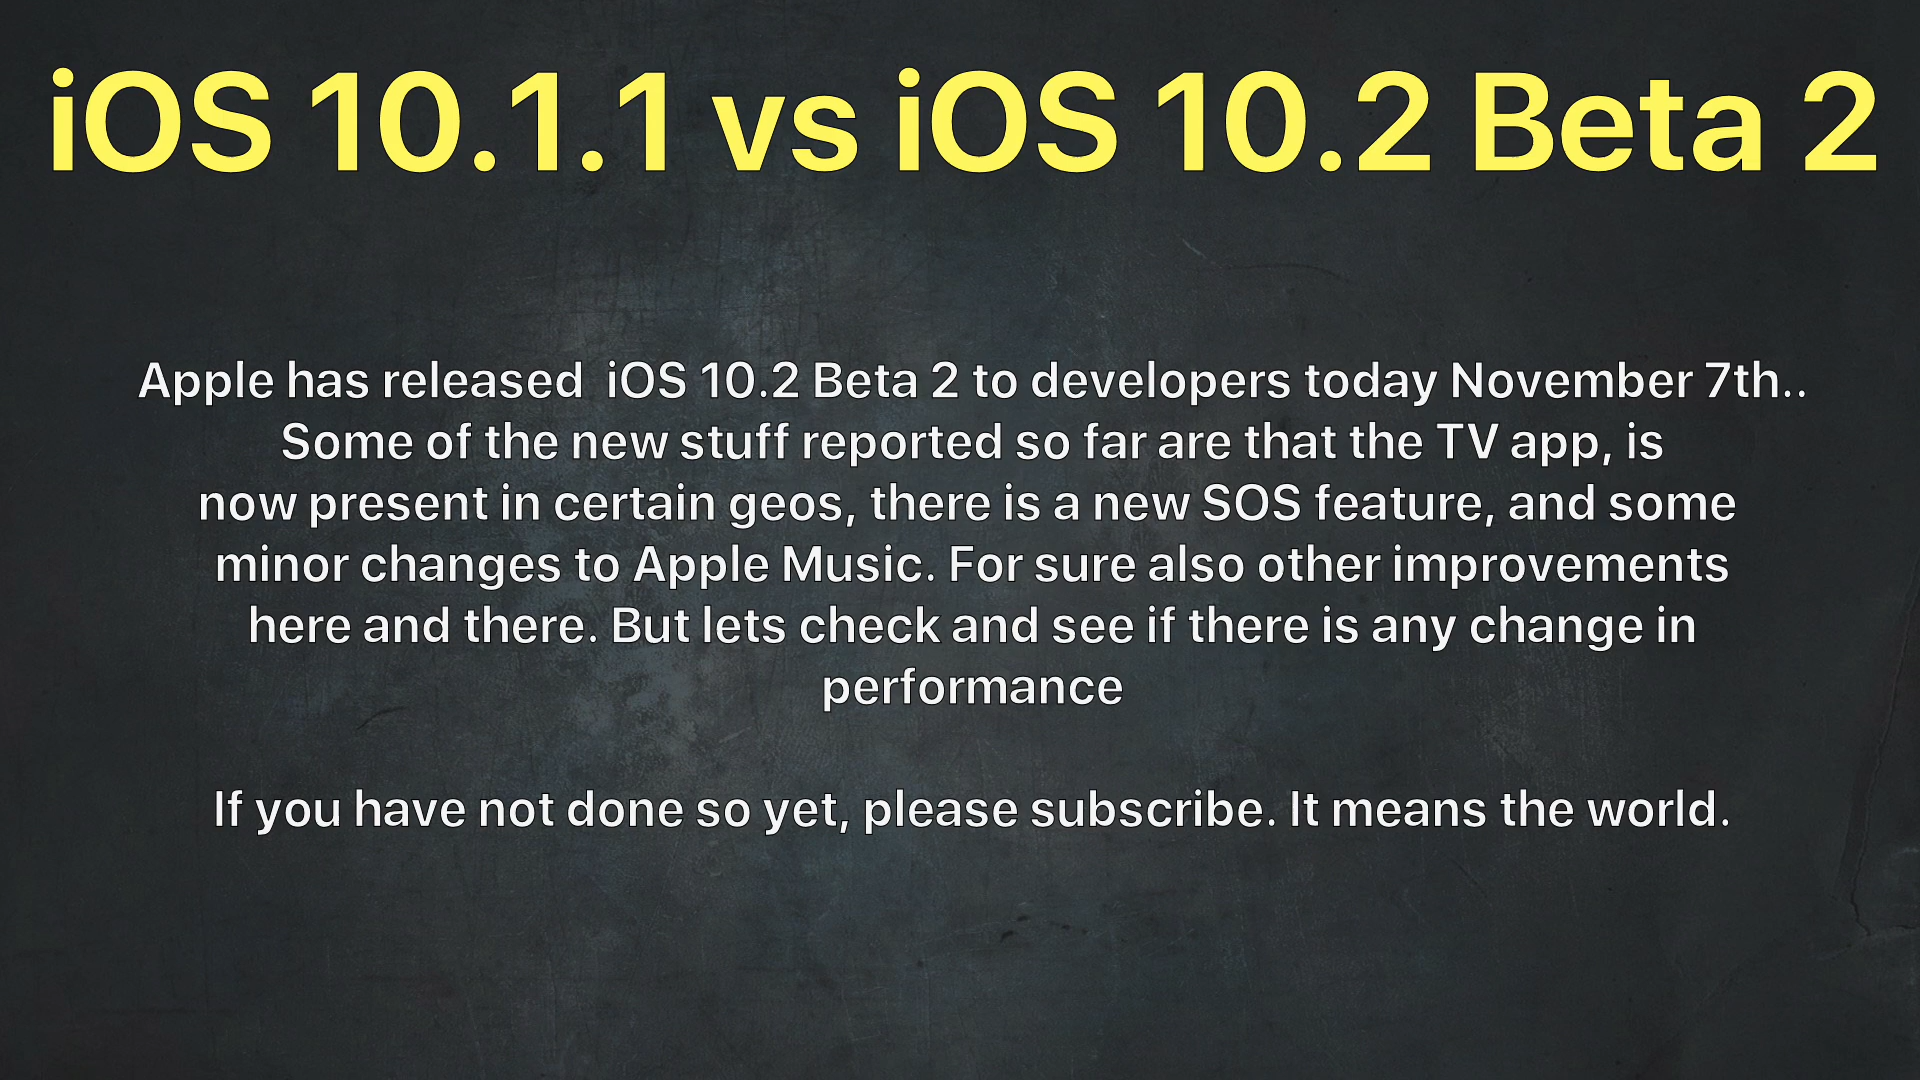 iOS 10.1.1 vs iOS 10.2 Beta 2
Apple has released  iOS 10.2 Beta 2 to developers today November 7th..
Some of the new stuff reported so far are that the TV app, is
now present in certain geos, there is a new SOS feature, and some
minor changes to Apple Music. For sure also other improvements
here and there. But lets check and see if there is any change in
performance
If you have not done so yet, please subscribe. It means the world.